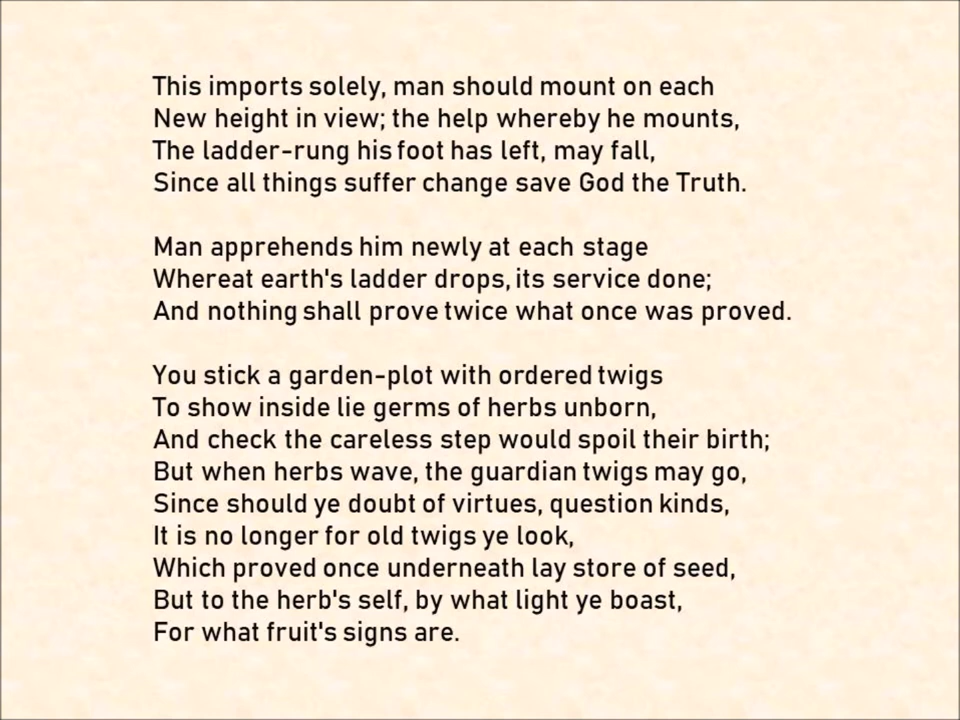 This imports solely, man should mount on each
New height in view; the help whereby he mounts,
The ladder-rung his foot has left, may fall,
Since all things suffer change save God the Truth.
Man apprehends him newly at each stage
Whereat earth's ladder drops, its service done;
And nothing shall prove twice what once was proved.
You stick a garden-plot with ordered twigs
To show inside lie germs of herbs unborn,
And check the careless step would spoil their birth;
But when herbs wave, the guardian twigs may go,
Since should ye doubt of virtues, question kinds,
It is no longer for old twigs ye look,
Which proved once underneath lay store of seed,
But to the herb's self, by what light ye boast,
For what fruit's signs are.